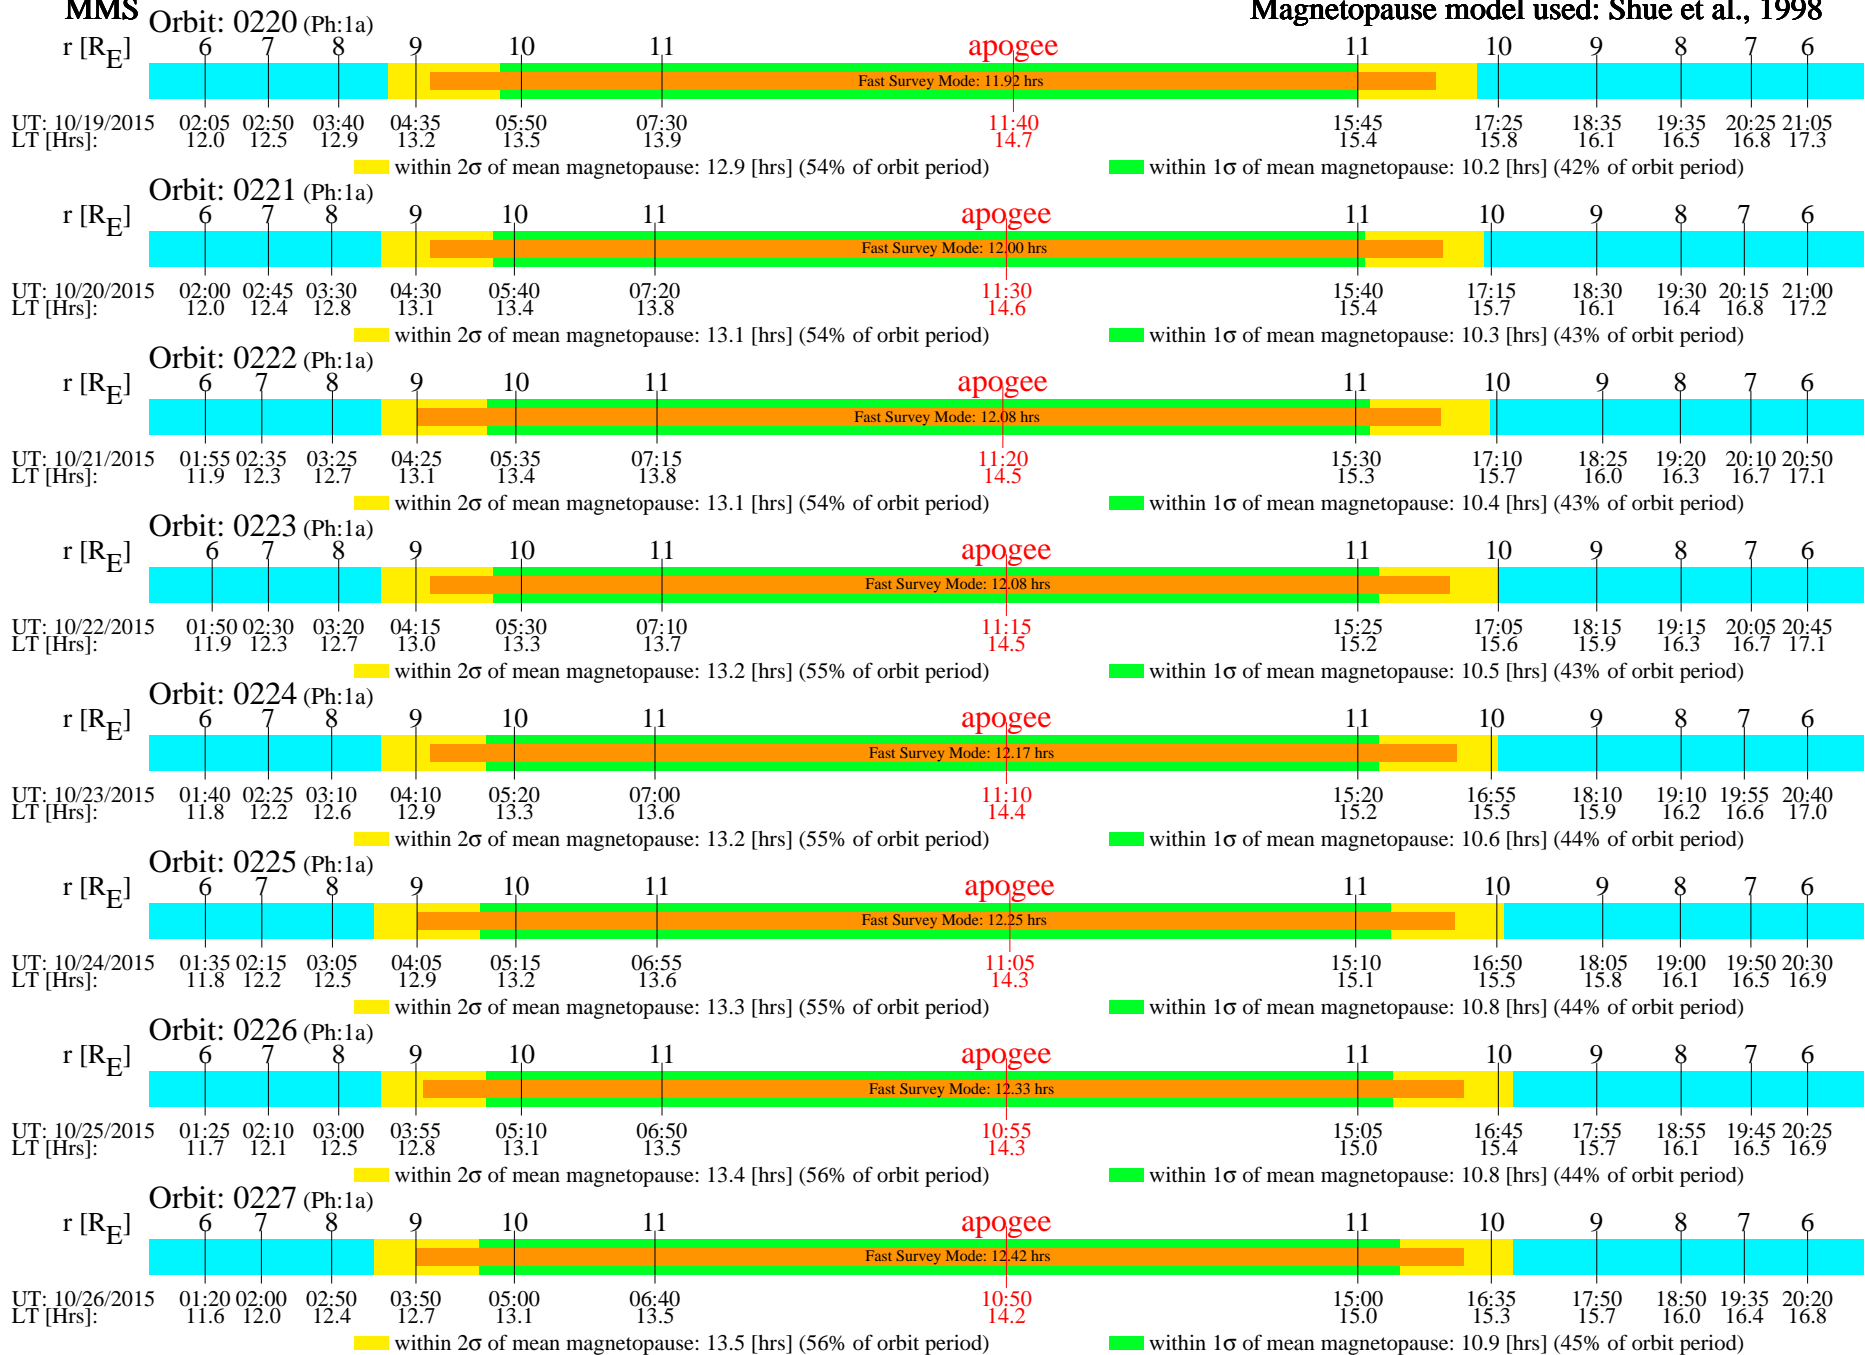 MMS Magnetopause model used: Shue et al., 1998
Orbit: 0220 (Ph:1a)
r [RE] 6 7 8 9 10 11 apogee 11 10 9 8 7 6
Fast Survey Mode: 11.92 hrs
UT: 10/19/2015 02:05 02:50 03:40 04:35 05:50 07:30 11:40 15:45 17:25 18:35 19:35 20:25 21:05
LT [Hrs]: 12.0 12.5 12.9 13.2 13.5 13.9 14.7 15.4 15.8 16.1 16.5 16.8 17.3
within 2σ of mean magnetopause: 12.9 [hrs] (54% of orbit period) within 1σ of mean magnetopause: 10.2 [hrs] (42% of orbit period)
Orbit: 0221 (Ph:1a)
r [RE] 6 7 8 9 10 11 apogee 11 10 9 8 7 6
Fast Survey Mode: 12.00 hrs
UT: 10/20/2015 02:00 02:45 03:30 04:30 05:40 07:20 11:30 15:40 17:15 18:30 19:30 20:15 21:00
LT [Hrs]: 12.0 12.4 12.8 13.1 13.4 13.8 14.6 15.4 15.7 16.1 16.4 16.8 17.2
within 2σ of mean magnetopause: 13.1 [hrs] (54% of orbit period) within 1σ of mean magnetopause: 10.3 [hrs] (43% of orbit period)
Orbit: 0222 (Ph:1a)
r [RE] 6 7 8 9 10 11 apogee 11 10 9 8 7 6
Fast Survey Mode: 12.08 hrs
UT: 10/21/2015 01:55 02:35 03:25 04:25 05:35 07:15 11:20 15:30 17:10 18:25 19:20 20:10 20:50
LT [Hrs]: 11.9 12.3 12.7 13.1 13.4 13.8 14.5 15.3 15.7 16.0 16.3 16.7 17.1
within 2σ of mean magnetopause: 13.1 [hrs] (54% of orbit period) within 1σ of mean magnetopause: 10.4 [hrs] (43% of orbit period)
Orbit: 0223 (Ph:1a)
r [RE] 6 7 8 9 10 11 apogee 11 10 9 8 7 6
Fast Survey Mode: 12.08 hrs
UT: 10/22/2015 01:50 02:30 03:20 04:15 05:30 07:10 11:15 15:25 17:05 18:15 19:15 20:05 20:45
LT [Hrs]: 11.9 12.3 12.7 13.0 13.3 13.7 14.5 15.2 15.6 15.9 16.3 16.7 17.1
within 2σ of mean magnetopause: 13.2 [hrs] (55% of orbit period) within 1σ of mean magnetopause: 10.5 [hrs] (43% of orbit period)
Orbit: 0224 (Ph:1a)
r [RE] 6 7 8 9 10 11 apogee 11 10 9 8 7 6
Fast Survey Mode: 12.17 hrs
UT: 10/23/2015 01:40 02:25 03:10 04:10 05:20 07:00 11:10 15:20 16:55 18:10 19:10 19:55 20:40
LT [Hrs]: 11.8 12.2 12.6 12.9 13.3 13.6 14.4 15.2 15.5 15.9 16.2 16.6 17.0
within 2σ of mean magnetopause: 13.2 [hrs] (55% of orbit period) within 1σ of mean magnetopause: 10.6 [hrs] (44% of orbit period)
Orbit: 0225 (Ph:1a)
r [RE] 6 7 8 9 10 11 apogee 11 10 9 8 7 6
Fast Survey Mode: 12.25 hrs
UT: 10/24/2015 01:35 02:15 03:05 04:05 05:15 06:55 11:05 15:10 16:50 18:05 19:00 19:50 20:30
LT [Hrs]: 11.8 12.2 12.5 12.9 13.2 13.6 14.3 15.1 15.5 15.8 16.1 16.5 16.9
within 2σ of mean magnetopause: 13.3 [hrs] (55% of orbit period) within 1σ of mean magnetopause: 10.8 [hrs] (44% of orbit period)
Orbit: 0226 (Ph:1a)
r [RE] 6 7 8 9 10 11 apogee 11 10 9 8 7 6
Fast Survey Mode: 12.33 hrs
UT: 10/25/2015 01:25 02:10 03:00 03:55 05:10 06:50 10:55 15:05 16:45 17:55 18:55 19:45 20:25
LT [Hrs]: 11.7 12.1 12.5 12.8 13.1 13.5 14.3 15.0 15.4 15.7 16.1 16.5 16.9
within 2σ of mean magnetopause: 13.4 [hrs] (56% of orbit period) within 1σ of mean magnetopause: 10.8 [hrs] (44% of orbit period)
Orbit: 0227 (Ph:1a)
r [RE] 6 7 8 9 10 11 apogee 11 10 9 8 7 6
Fast Survey Mode: 12.42 hrs
UT: 10/26/2015 01:20 02:00 02:50 03:50 05:00 06:40 10:50 15:00 16:35 17:50 18:50 19:35 20:20
LT [Hrs]: 11.6 12.0 12.4 12.7 13.1 13.5 14.2 15.0 15.3 15.7 16.0 16.4 16.8
within 2σ of mean magnetopause: 13.5 [hrs] (56% of orbit period) within 1σ of mean magnetopause: 10.9 [hrs] (45% of orbit period)